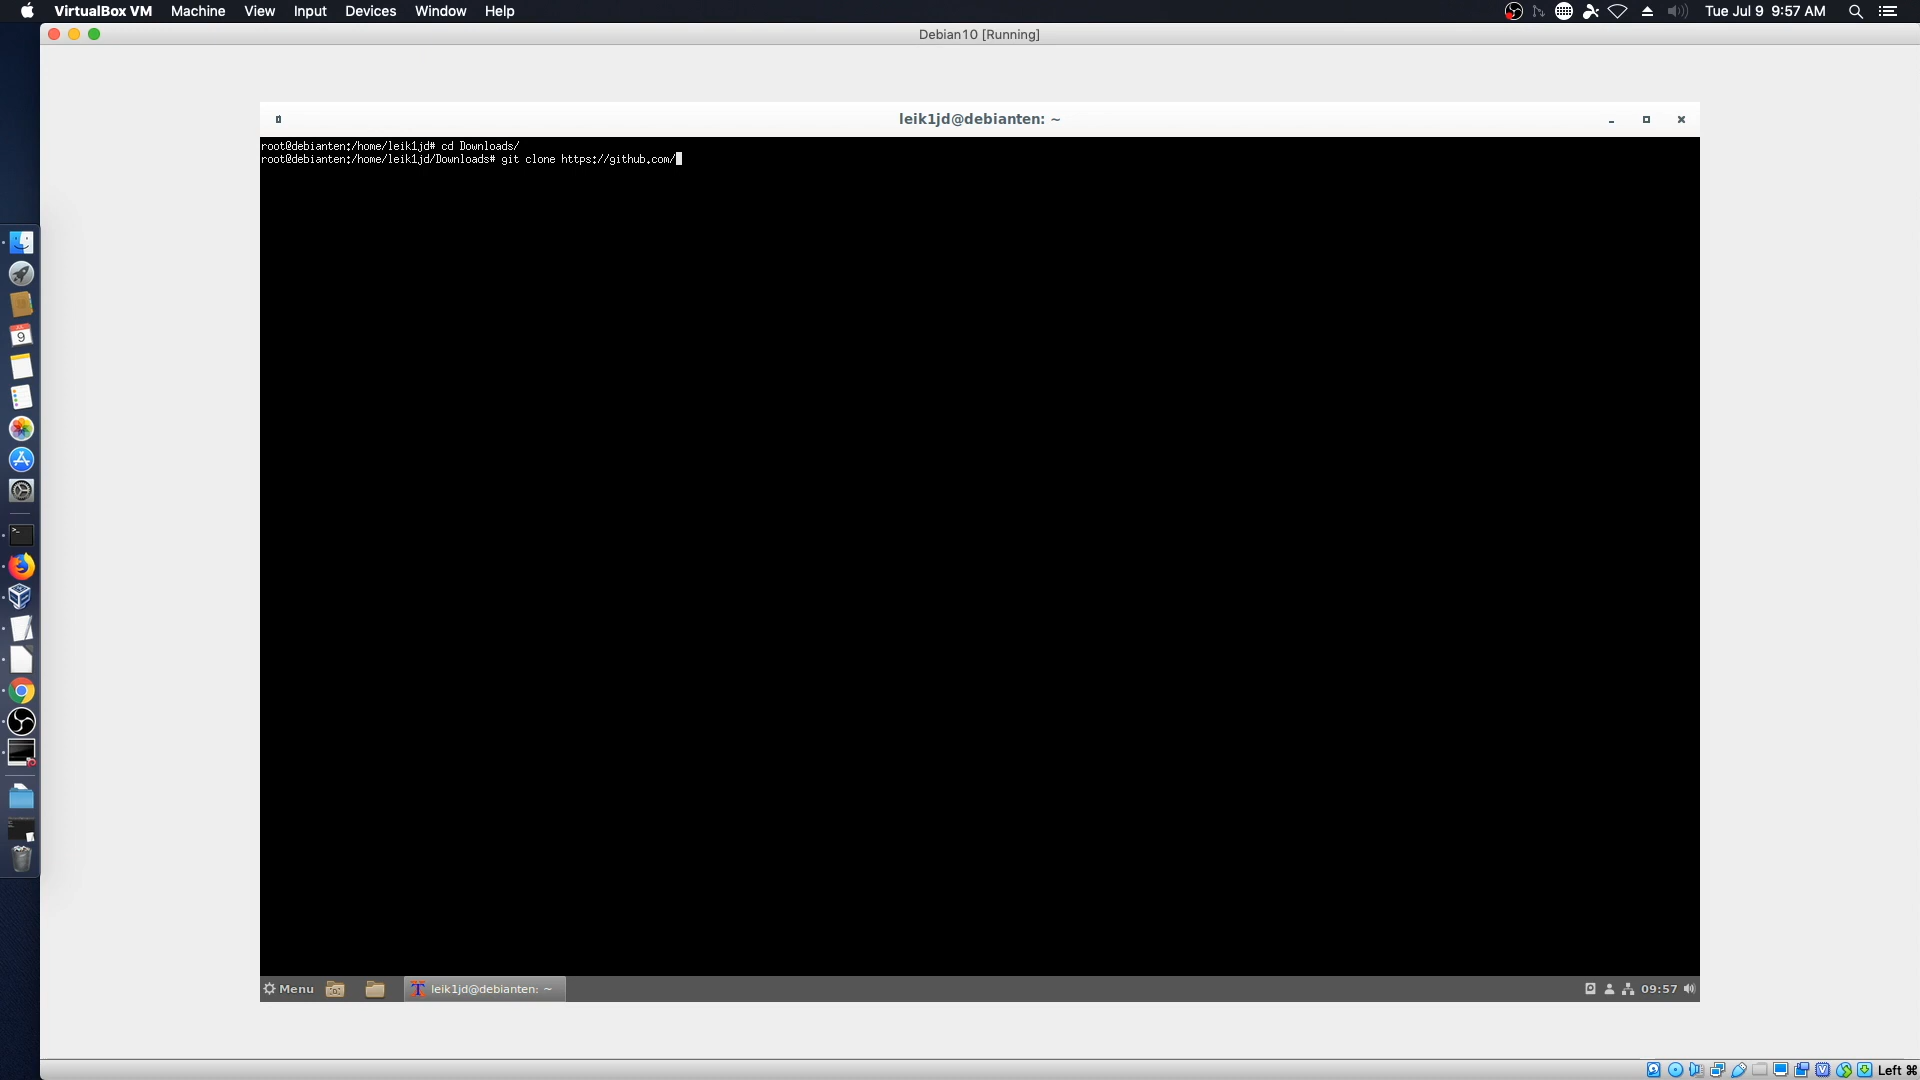 VirtualBox VM Machine View Input Devices Window Help Tue Jul 9 9:57 AM
Debian10 [Running]
leik1jd@debianten: ~
root@debianten:/home/leik1jd# cd Downloads/
root@debianten:/home/leik1jd/Downloads# git clone https://github.com/
9
Menu leik1jd@debianten: ~ 09:57
Left ⌘